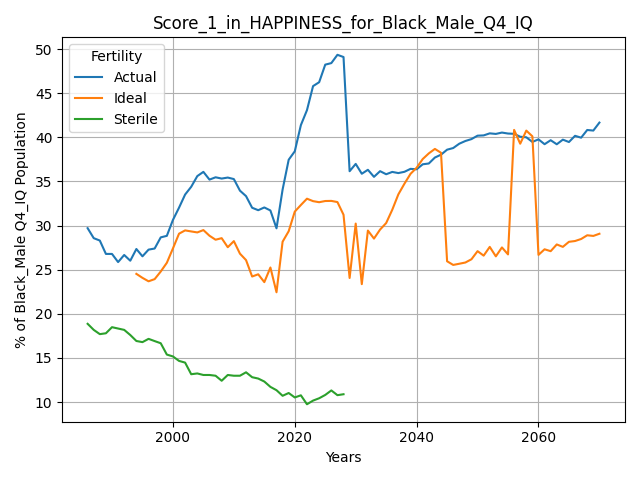 Score_1_in_HAPPINESS_for_Black_Male_Q4_IQ
Fertility
Actual
Ideal
Sterile
% of Black_Male Q4_IQ Population
50
45
40
35
30
25
20
15
10
2000
2020
2040
2060
Years